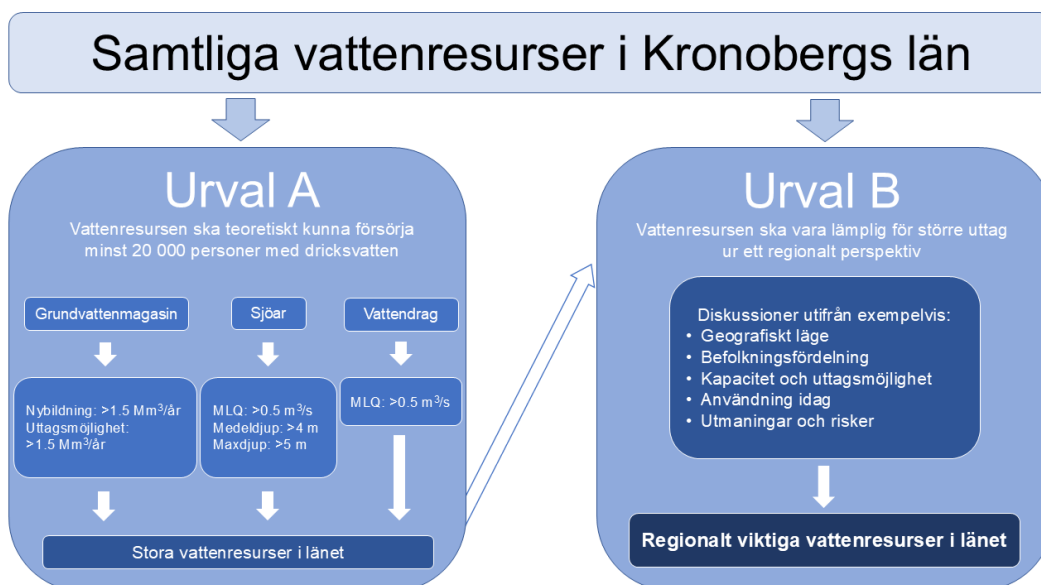 Samtliga vattenresurser i Kronobergs län
Urval A
Vattenresursen ska teoretiskt kunna försörja
minst 20 000 personer med dricksvatten
Grundvattenmagasin
Sjöar
Vattendrag
Nybildning: >1.5 Mm³/år
Uttagsmöjlighet:
>1.5 Mm³/år
MLQ: >0.5 m³/s
Medeldjup: >4 m
Maxdjup: >5 m
MLQ: >0.5 m³/s
Stora vattenresurser i länet
Urval B
Vattenresursen ska vara lämplig för större uttag
ur ett regionalt perspektiv
Diskussioner utifrån exempelvis:
• Geografiskt läge
• Befolkningsfördelning
• Kapacitet och uttagsmöjlighet
• Användning idag
• Utmaningar och risker
Regionalt viktiga vattenresurser i länet